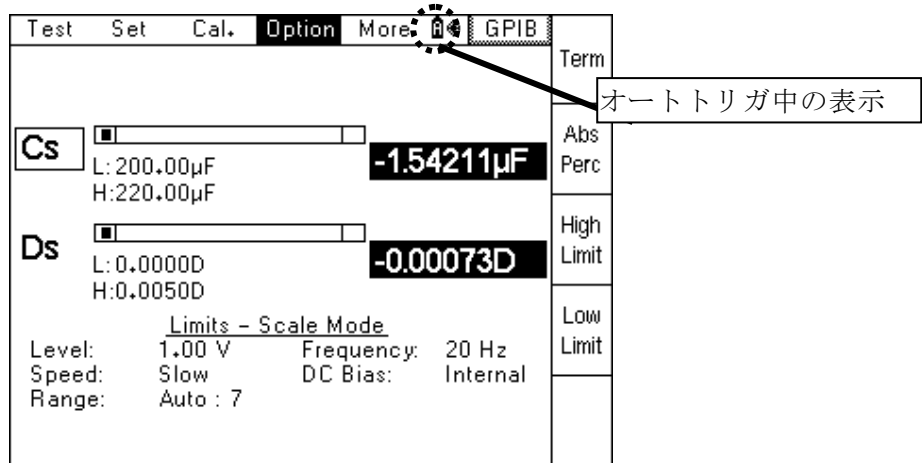 Test Set Cal. Option More. A GPIB
Term
オートトリガ中の表示
Abs
Perc
Cs
L:200.00µF
H:220.00µF
-1.54211µF
High
Limit
Ds
L:0.0000D
H:0.0050D
-0.00073D
Low
Limit
Limits – Scale Mode
Level: 1.00 V Frequency: 20 Hz
Speed: Slow DC Bias: Internal
Range: Auto : 7